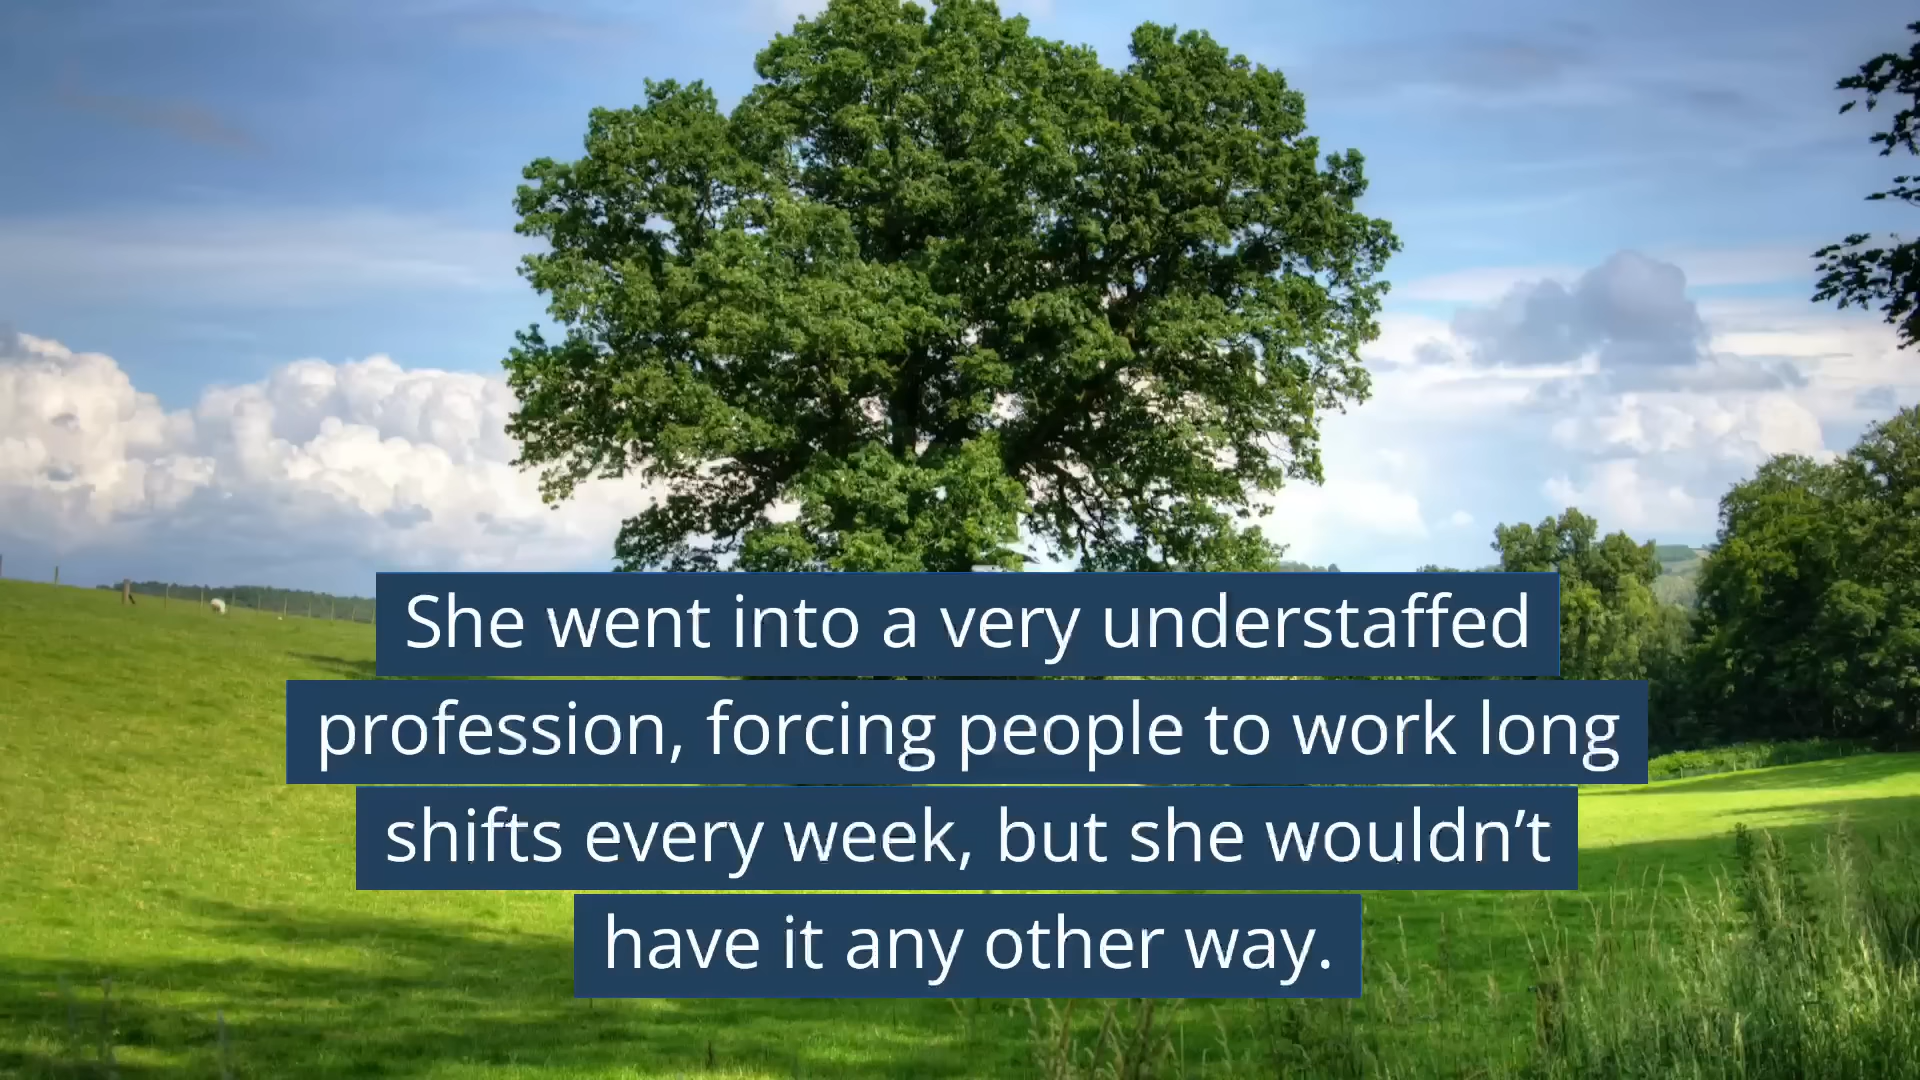 She went into a very understaffed
profession, forcing people to work long
shifts every week, but she wouldn’t
have it any other way.